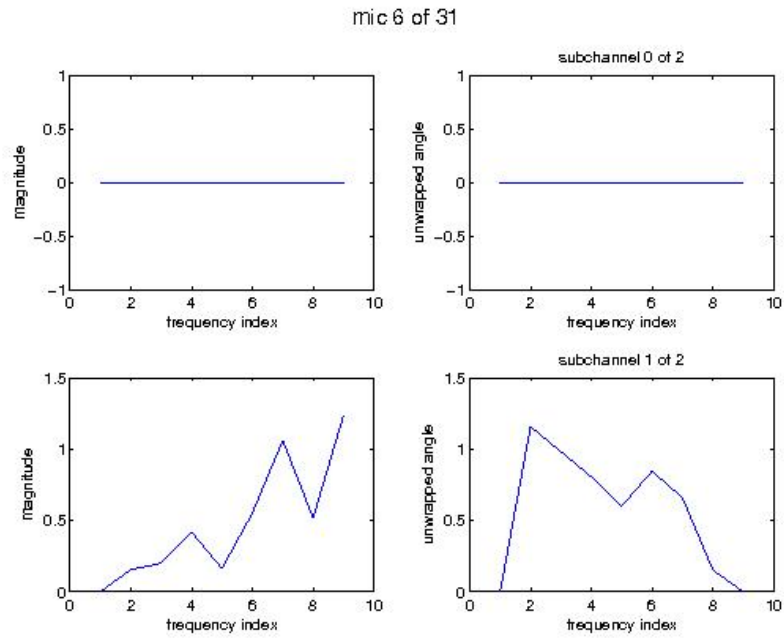 mic 6 of 31
subchannel 0 of 2
1
0.5
0
−0.5
−1
magnitude
0 2 4 6 8 10
frequency index
1
0.5
0
−0.5
−1
unwrapped angle
0 2 4 6 8 10
frequency index
subchannel 1 of 2
1.5
1
0.5
0
magnitude
0 2 4 6 8 10
frequency index
1.5
1
0.5
0
unwrapped angle
0 2 4 6 8 10
frequency index